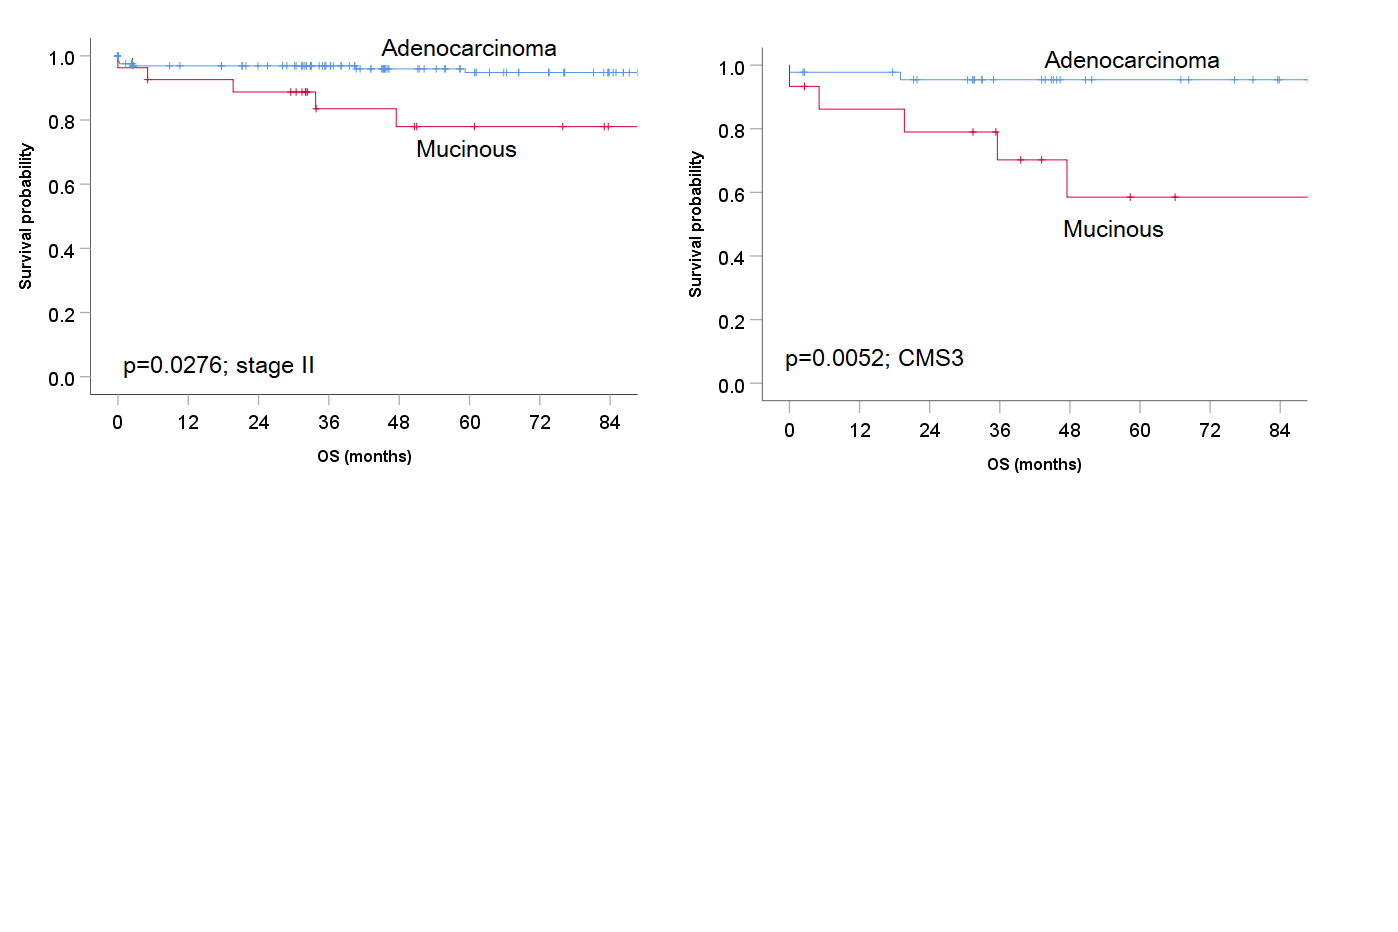 Adenocarcinoma
1.0
0.8
Mucinous
0.6
0.4
0.2
0.0
Survival probability
p=0.0276; stage II
0 12 24 36 48 60 72 84
OS (months)
Adenocarcinoma
1.0
0.8
0.6
Mucinous
0.4
0.2
0.0
Survival probability
p=0.0052; CMS3
0 12 24 36 48 60 72 84
OS (months)